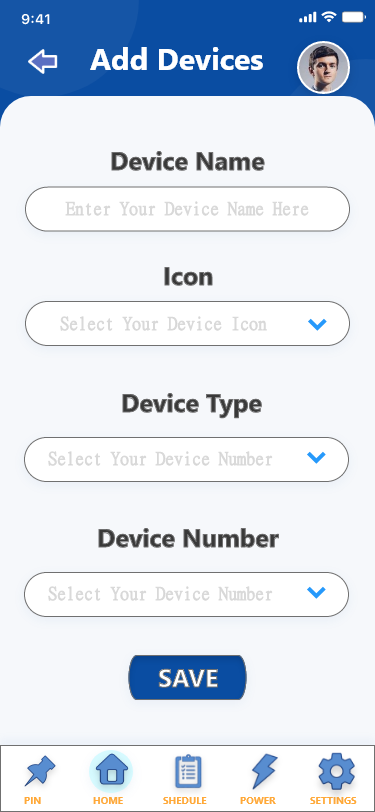 9:41
Add Devices
Device Name
Enter Your Device Name Here
Icon
Select Your Device Icon
Device Type
Select Your Device Number
Device Number
Select Your Device Number
SAVE
PIN HOME SHEDULE POWER SETTINGS